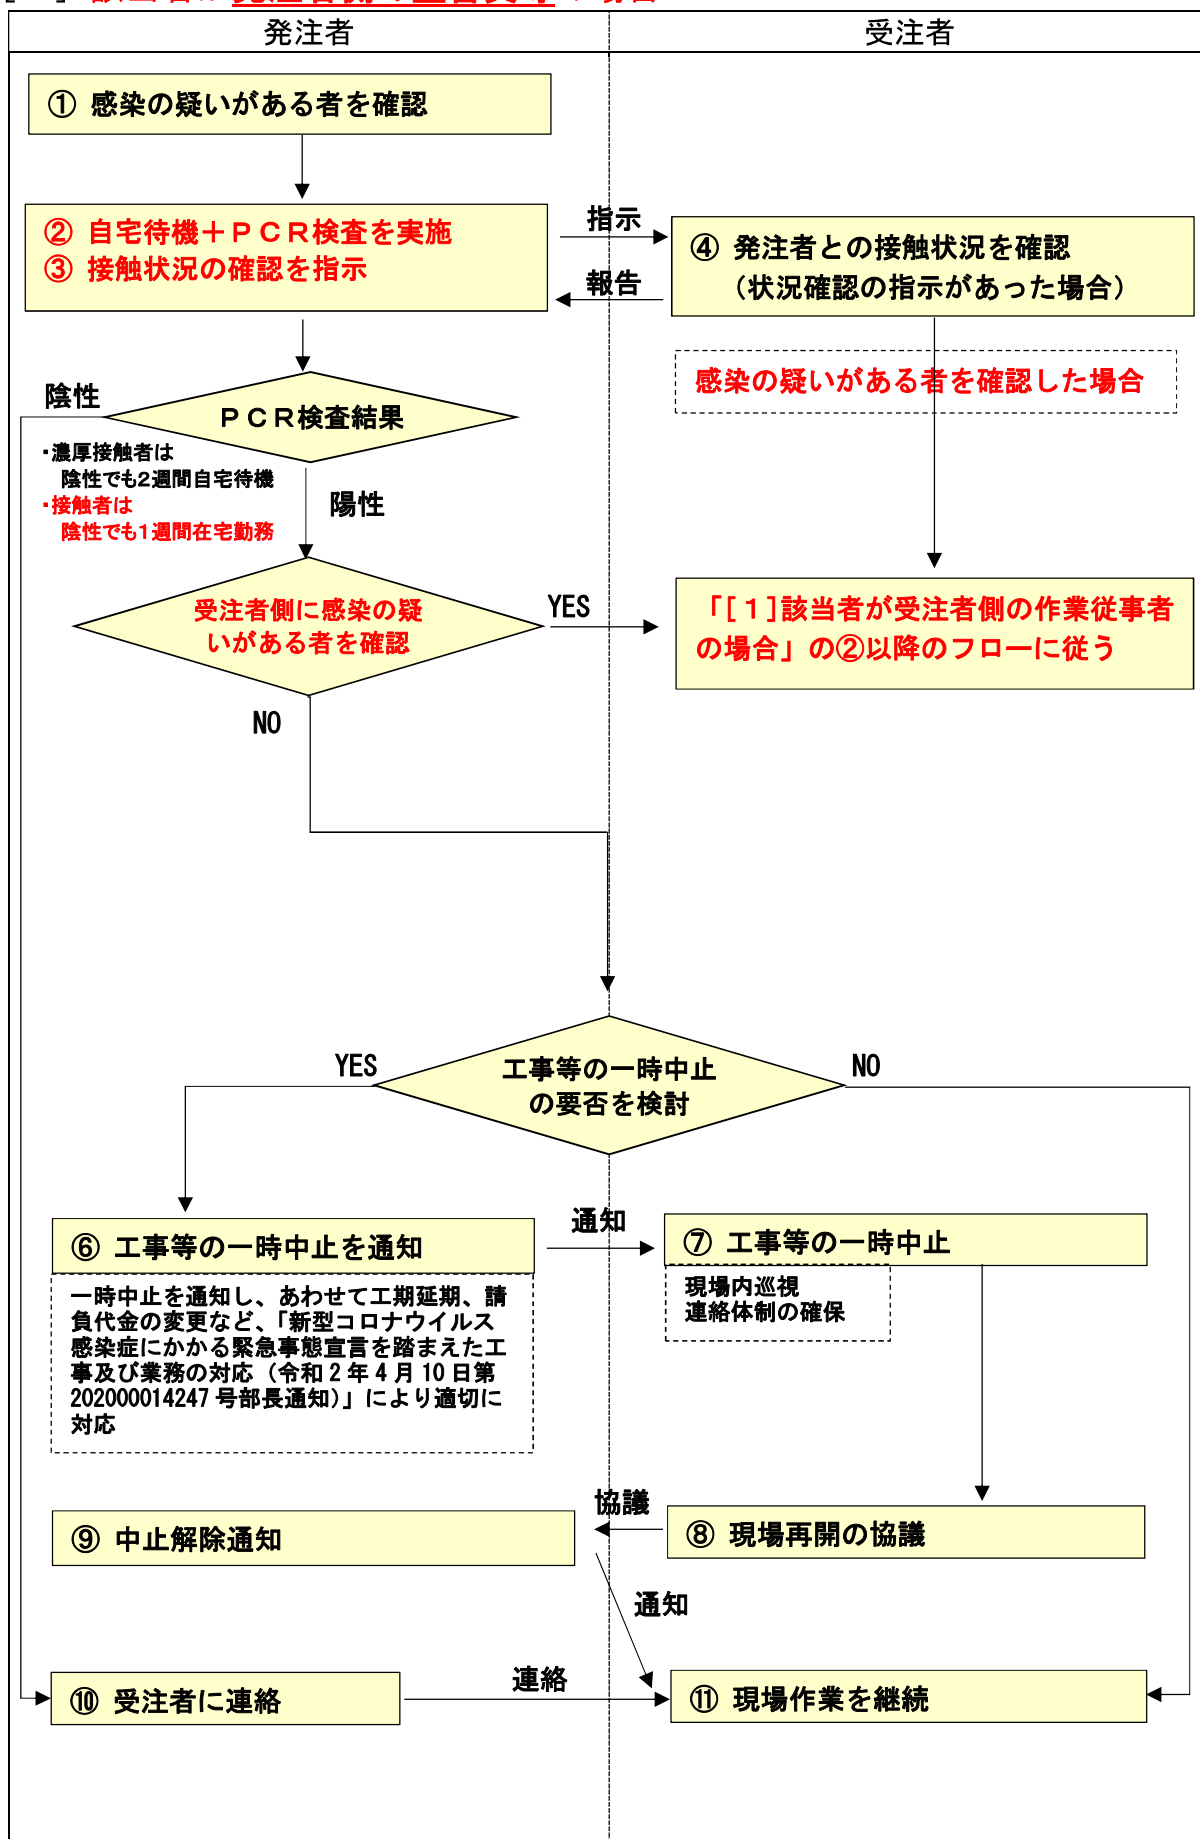 発注者
受注者
① 感染の疑いがある者を確認
② 自宅待機＋ＰＣＲ検査を実施
③ 接触状況の確認を指示
指示
報告
④ 発注者との接触状況を確認
（状況確認の指示があった場合）
感染の疑いがある者を確認した場合
陰性
ＰＣＲ検査結果
・濃厚接触者は
陰性でも2週間自宅待機
・接触者は
陰性でも1週間在宅勤務
陽性
受注者側に感染の疑
いがある者を確認
YES
「[１]該当者が受注者側の作業従事者
の場合」の②以降のフローに従う
NO
YES
工事等の一時中止
の要否を検討
NO
⑥ 工事等の一時中止を通知
通知
⑦ 工事等の一時中止
一時中止を通知し、あわせて工期延期、請
負代金の変更など、「新型コロナウイルス
感染症にかかる緊急事態宣言を踏まえた工
事及び業務の対応（令和２年４月10日第
202000014247号部長通知）」により適切に
対応
現場内巡視
連絡体制の確保
協議
⑨ 中止解除通知
⑧ 現場再開の協議
通知
⑩ 受注者に連絡
連絡
⑪ 現場作業を継続